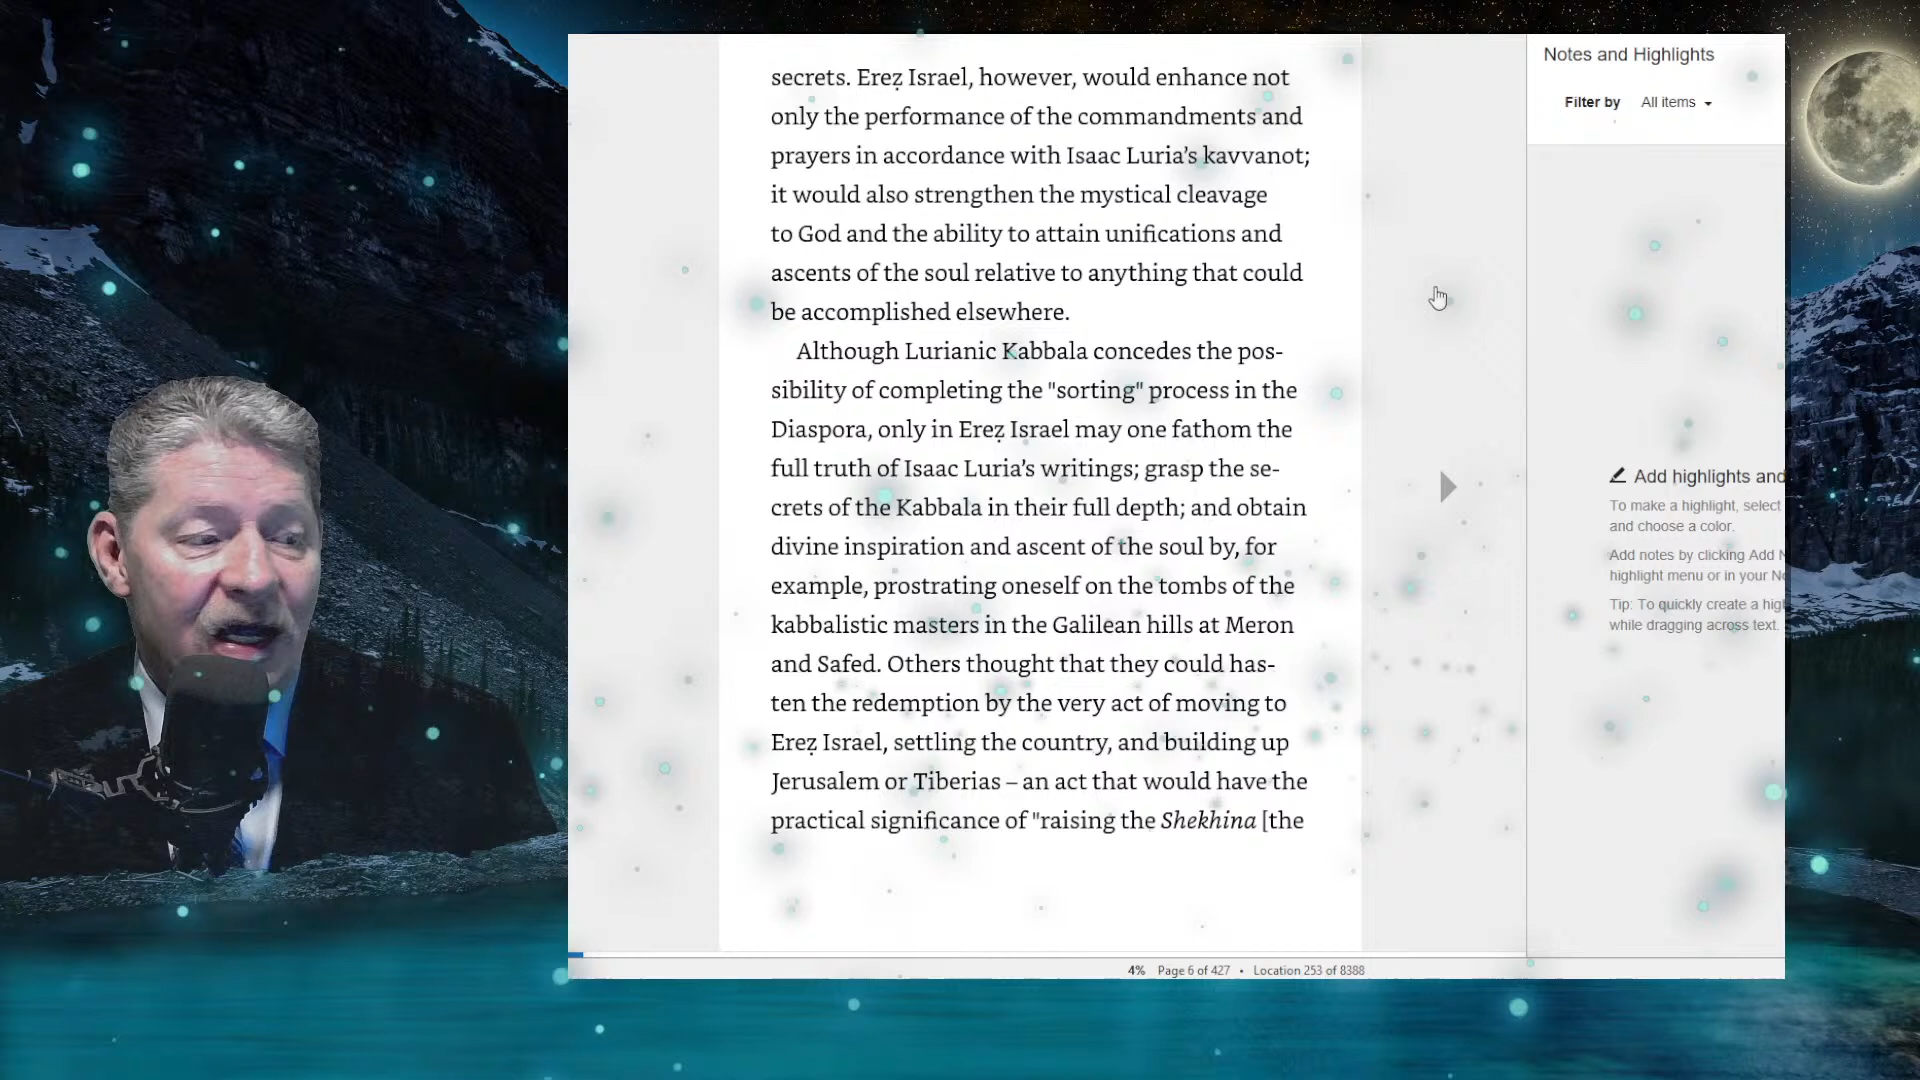 secrets. Ereẓ Israel, however, would enhance not
only the performance of the commandments and
prayers in accordance with Isaac Luria’s kavvanot;
it would also strengthen the mystical cleavage
to God and the ability to attain unifications and
ascents of the soul relative to anything that could
be accomplished elsewhere.
Although Lurianic Kabbala concedes the pos-
sibility of completing the "sorting" process in the
Diaspora, only in Ereẓ Israel may one fathom the
full truth of Isaac Luria’s writings; grasp the se-
crets of the Kabbala in their full depth; and obtain
divine inspiration and ascent of the soul by, for
example, prostrating oneself on the tombs of the
kabbalistic masters in the Galilean hills at Meron
and Safed. Others thought that they could has-
ten the redemption by the very act of moving to
Ereẓ Israel, settling the country, and building up
Jerusalem or Tiberias – an act that would have the
practical significance of "raising the Shekhina [the
4% Page 6 of 427 • Location 253 of 8388
Notes and Highlights
Filter by All items
Add highlights and
To make a highlight, select
and choose a color.
Add notes by clicking Add N
highlight menu or in your No
Tip: To quickly create a hig
while dragging across text.